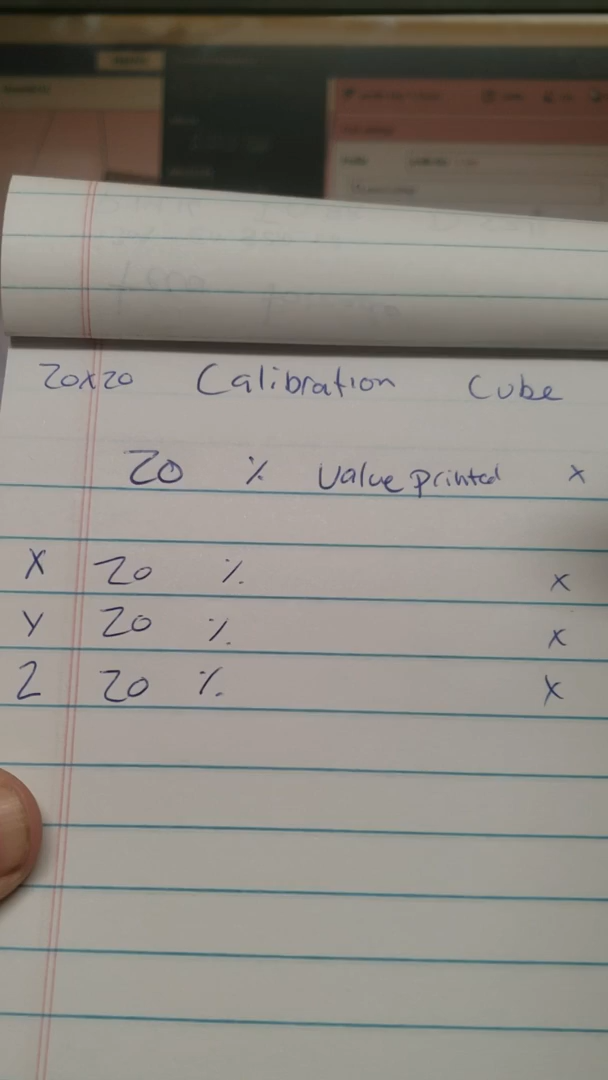 20x20 Calibration Cube
20 % value printed x
X 20 % x
Y 20 % x
Z 20 % x